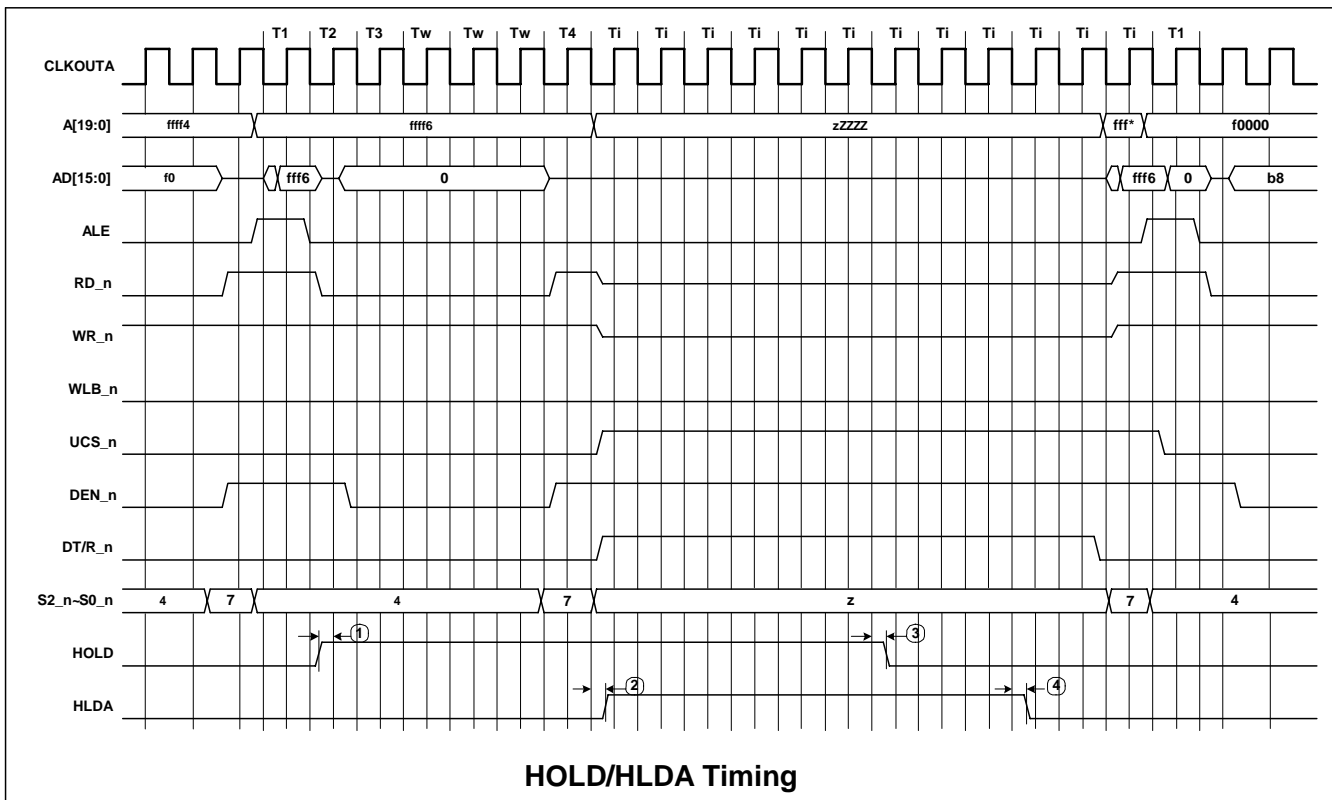 T1 T2 T3 Tw Tw Tw T4 Ti Ti Ti Ti Ti Ti Ti Ti Ti Ti Ti Ti T1
CLKOUTA
A[19:0] ffff4 ffff6 zZZZZ fff* f0000
AD[15:0] f0 fff6 0 fff6 0 b8
ALE
RD_n
WR_n
WLB_n
UCS_n
DEN_n
DT/R_n
S2_n~S0_n 4 7 4 7 z 7 4
HOLD 1 3
HLDA 2 4
HOLD/HLDA Timing